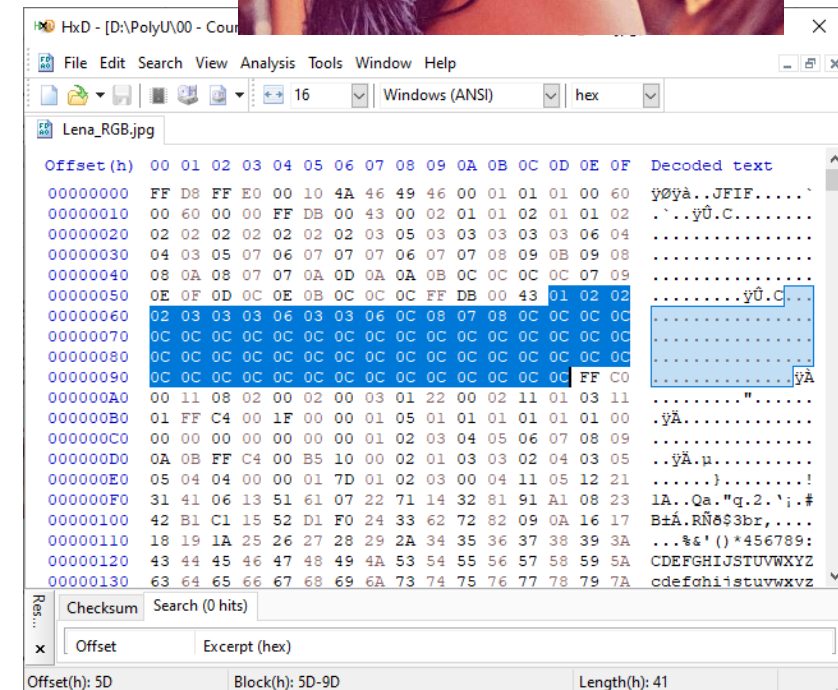 HxD - [D:\PolyU\00 - Cour
File Edit Search View Analysis Tools Window Help
16 Windows (ANSI) hex
Lena_RGB.jpg
Offset(h) 00 01 02 03 04 05 06 07 08 09 0A 0B 0C 0D 0E 0F Decoded text
00000000 FF D8 FF E0 00 10 4A 46 49 46 00 01 01 01 00 60 ÿØÿà..JFIF.....`
00000010 00 60 00 00 FF DB 00 43 00 02 01 01 02 01 01 02 .`..ÿÛ.C........
00000020 02 02 02 02 02 02 02 03 05 03 03 03 03 03 06 04 ................
00000030 04 03 05 07 06 07 07 07 06 07 07 08 09 0B 09 08 ................
00000040 08 0A 08 07 07 0A 0D 0A 0A 0B 0C 0C 0C 0C 07 09 ................
00000050 0E 0F 0D 0C 0E 0B 0C 0C 0C FF DB 00 43 01 02 02 .........ÿÛ.C...
00000060 02 03 03 03 06 03 03 06 0C 08 07 08 0C 0C 0C 0C ................
00000070 0C 0C 0C 0C 0C 0C 0C 0C 0C 0C 0C 0C 0C 0C 0C 0C ................
00000080 0C 0C 0C 0C 0C 0C 0C 0C 0C 0C 0C 0C 0C 0C 0C 0C ................
00000090 0C 0C 0C 0C 0C 0C 0C 0C 0C 0C 0C 0C 0C 0C FF C0 ..............ÿÀ
000000A0 00 11 08 02 00 02 00 03 01 22 00 02 11 01 03 11 ........."......
000000B0 01 FF C4 00 1F 00 00 01 05 01 01 01 01 01 01 00 .ÿÄ.............
000000C0 00 00 00 00 00 00 00 01 02 03 04 05 06 07 08 09 ................
000000D0 0A 0B FF C4 00 B5 10 00 02 01 03 03 02 04 03 05 ..ÿÄ.µ..........
000000E0 05 04 04 00 00 01 7D 01 02 03 00 04 11 05 12 21 ......}........!
000000F0 31 41 06 13 51 61 07 22 71 14 32 81 91 A1 08 23 1A..Qa."q.2.‘¡.#
00000100 42 B1 C1 15 52 D1 F0 24 33 62 72 82 09 0A 16 17 B±Á.RÑð$3br‚....
00000110 18 19 1A 25 26 27 28 29 2A 34 35 36 37 38 39 3A ...%&'()*456789:
00000120 43 44 45 46 47 48 49 4A 53 54 55 56 57 58 59 5A CDEFGHIJSTUVWXYZ
00000130 63 64 65 66 67 68 69 6A 73 74 75 76 77 78 79 7A cdefghijstuvwxyz
Res...
Checksum Search (0 hits)
Offset Excerpt (hex)
Offset(h): 5D Block(h): 5D-9D Length(h): 41